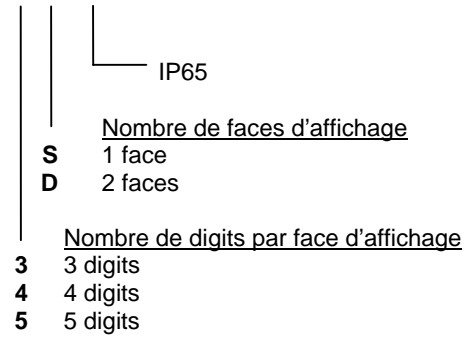 IP65
Nombre de faces d'affichage
S 1 face
D 2 faces
Nombre de digits par face d'affichage
3 3 digits
4 4 digits
5 5 digits